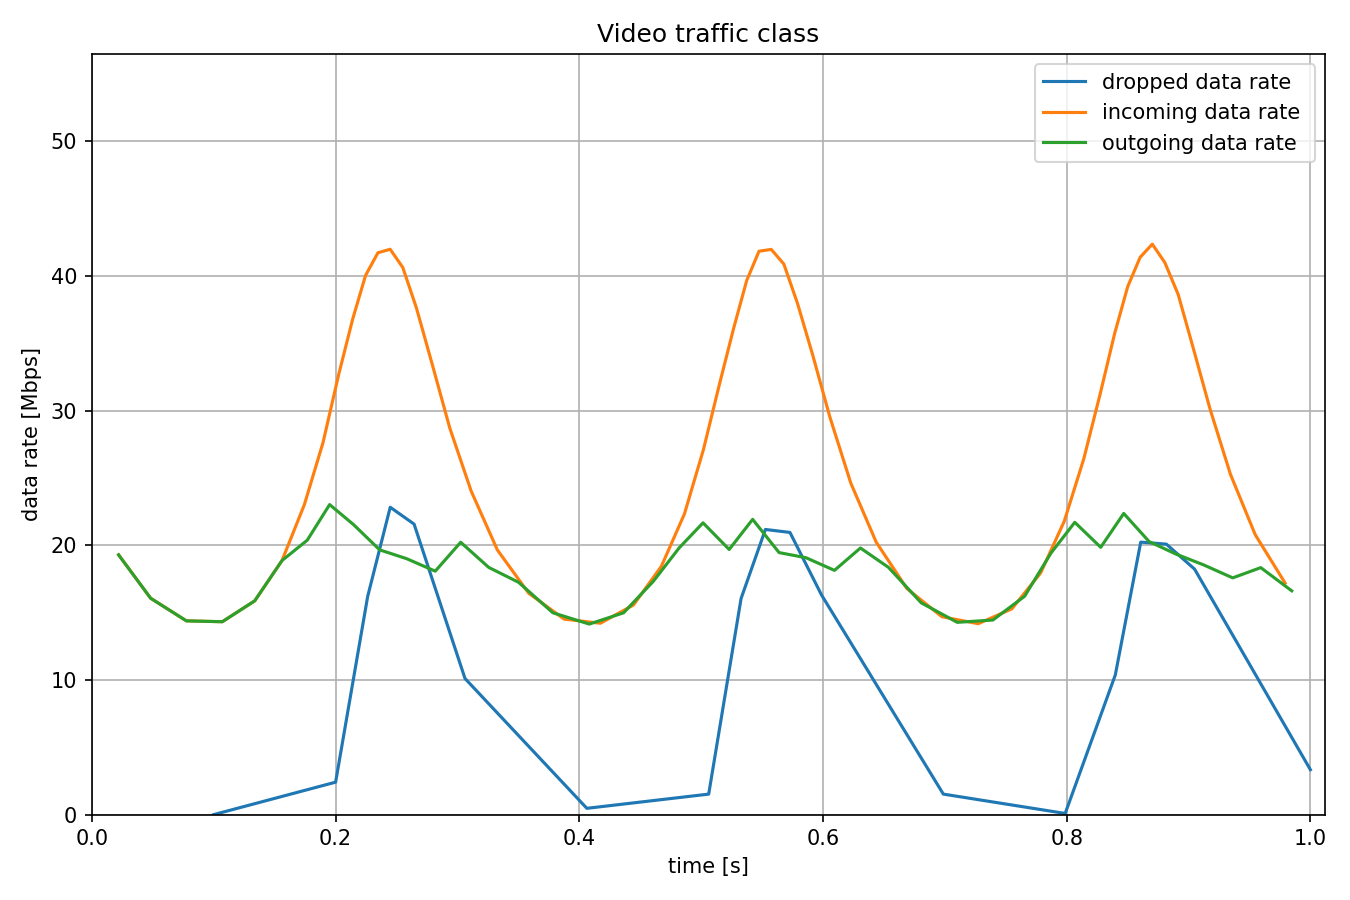 Video traffic class
dropped data rate
incoming data rate
outgoing data rate
data rate [Mbps]
50
40
30
20
10
0
0.0 0.2 0.4 0.6 0.8 1.0
time [s]